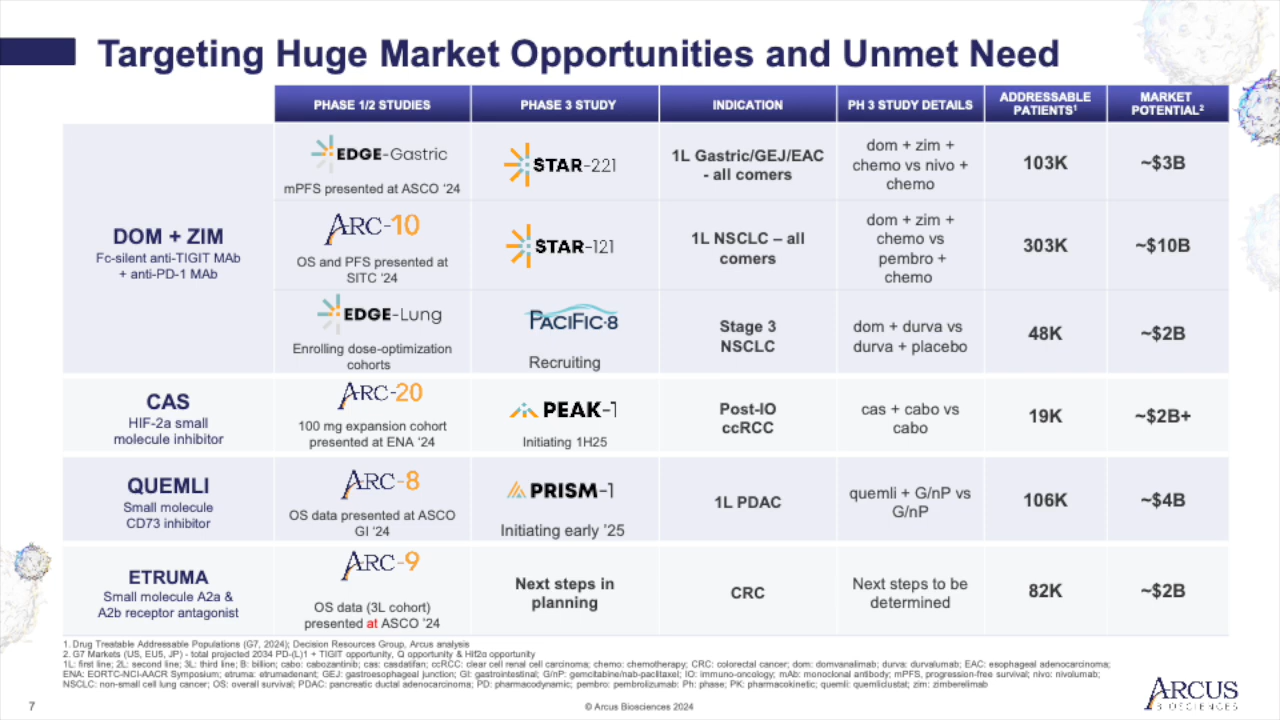 Targeting Huge Market Opportunities and Unmet Need
PHASE 1/2 STUDIES
PHASE 3 STUDY
INDICATION
PH 3 STUDY DETAILS
ADDRESSABLE
PATIENTS¹
MARKET
POTENTIAL²
DOM + ZIM
Fc-silent anti-TIGIT MAb
+ anti-PD-1 MAb
EDGE-Gastric
mPFS presented at ASCO '24
STAR-221
1L Gastric/GEJ/EAC
- all comers
dom + zim +
chemo vs nivo +
chemo
103K
~$3B
ARC-10
OS and PFS presented at
SITC '24
STAR-121
1L NSCLC – all
comers
dom + zim +
chemo vs
pembro +
chemo
303K
~$10B
EDGE-Lung
Enrolling dose-optimization
cohorts
PACIFIC·8
Recruiting
Stage 3
NSCLC
dom + durva vs
durva + placebo
48K
~$2B
CAS
HIF-2a small
molecule inhibitor
ARC-20
100 mg expansion cohort
presented at ENA '24
PEAK-1
Initiating 1H25
Post-IO
ccRCC
cas + cabo vs
cabo
19K
~$2B+
QUEMLI
Small molecule
CD73 inhibitor
ARC-8
OS data presented at ASCO
GI '24
PRISM-1
Initiating early '25
1L PDAC
quemli + G/nP vs
G/nP
106K
~$4B
ETRUMA
Small molecule A2a &
A2b receptor antagonist
ARC-9
OS data (3L cohort)
presented at ASCO '24
Next steps in
planning
CRC
Next steps to be
determined
82K
~$2B
1. Drug Treatable Addressable Populations (G7, 2024); Decision Resources Group, Arcus analysis
2. G7 Markets (US, EU5, JP) - total projected 2034 PD-(L)1 + TIGIT opportunity, Q opportunity & Hif2α opportunity
1L: first line; 2L: second line; 3L: third line; B: billion; cabo: cabozantinib; cas: casdatifan; ccRCC: clear cell renal cell carcinoma; chemo: chemotherapy; CRC: colorectal cancer; dom: domvanalimab; durva: durvalumab; EAC: esophageal adenocarcinoma;
ENA: EORTC-NCI-AACR Symposium; etruma: etrumadenant; GEJ: gastroesophageal junction; GI: gastrointestinal; G/nP: gemcitabine/nab-paclitaxel; IO: immuno-oncology; mAb: monoclonal antibody; mPFS, progression-free survival; nivo: nivolumab;
NSCLC: non-small cell lung cancer; OS: overall survival; PDAC: pancreatic ductal adenocarcinoma; PD: pharmacodynamic; pembro: pembrolizumab; Ph: phase; PK: pharmacokinetic; quemli: quemliclustat; zim: zimberelimab
7
© Arcus Biosciences 2024
ARCUS
BIOSCIENCES